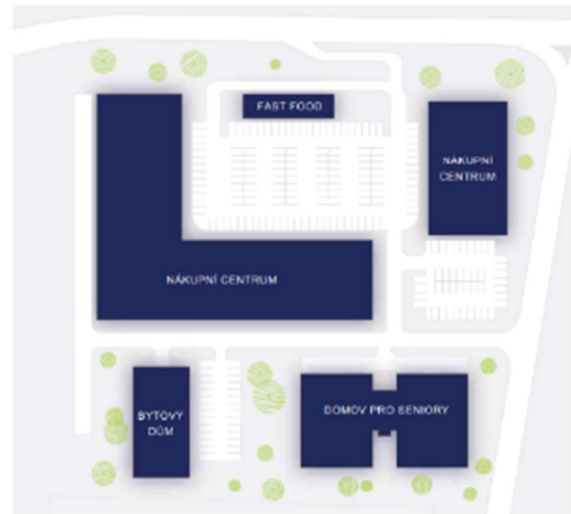 FAST FOOD
NÁKUPNÍ
CENTRUM
NÁKUPNÍ CENTRUM
BYTOVÝ
DŮM
DOMOV PRO SENIORY